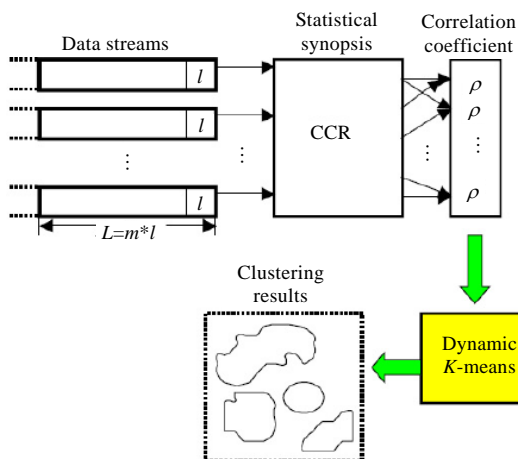 Data streams
Statistical
synopsis
Correlation
coefficient
l
l
⋮
l
L=m*l
⋮
CCR
⋮
ρ
ρ
⋮
ρ
Clustering
results
Dynamic
K-means